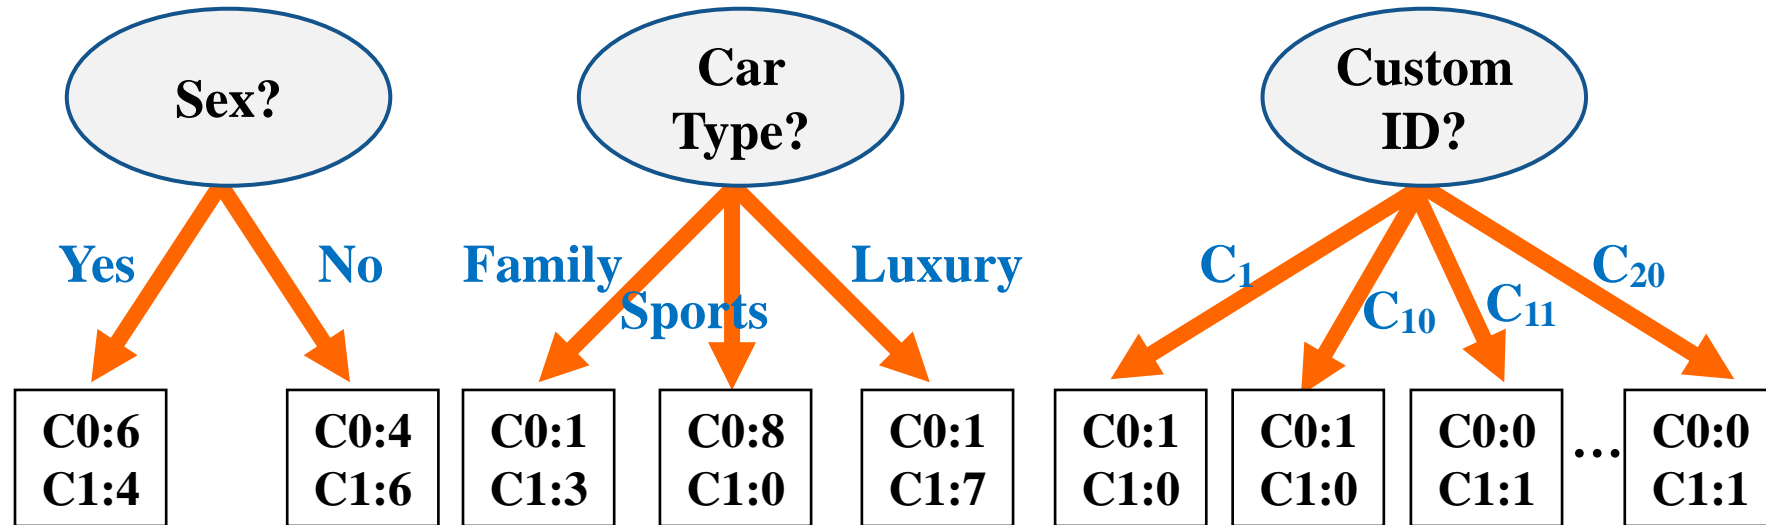 Sex?
Car
Type?
Custom
ID?
Yes
No
Family
Sports
Luxury
C₁
C₁₀
C₁₁
C₂₀
C0:6
C1:4
C0:4
C1:6
C0:1
C1:3
C0:8
C1:0
C0:1
C1:7
C0:1
C1:0
C0:1
C1:0
C0:0
C1:1
...
C0:0
C1:1